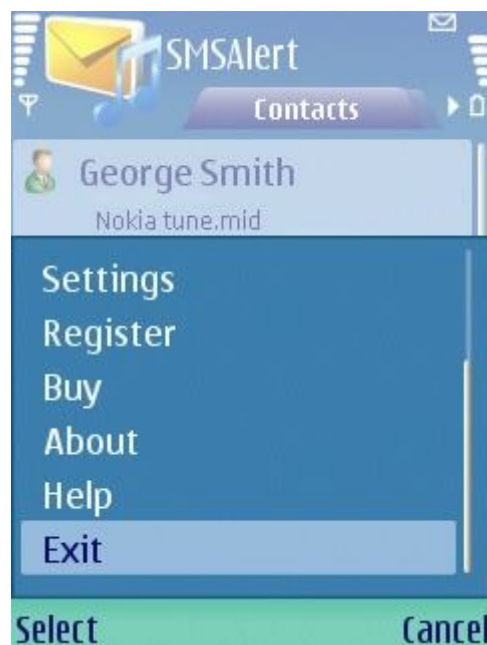 SMSAlert
Contacts
George Smith
Nokia tune.mid
Settings
Register
Buy
About
Help
Exit
Select Cancel